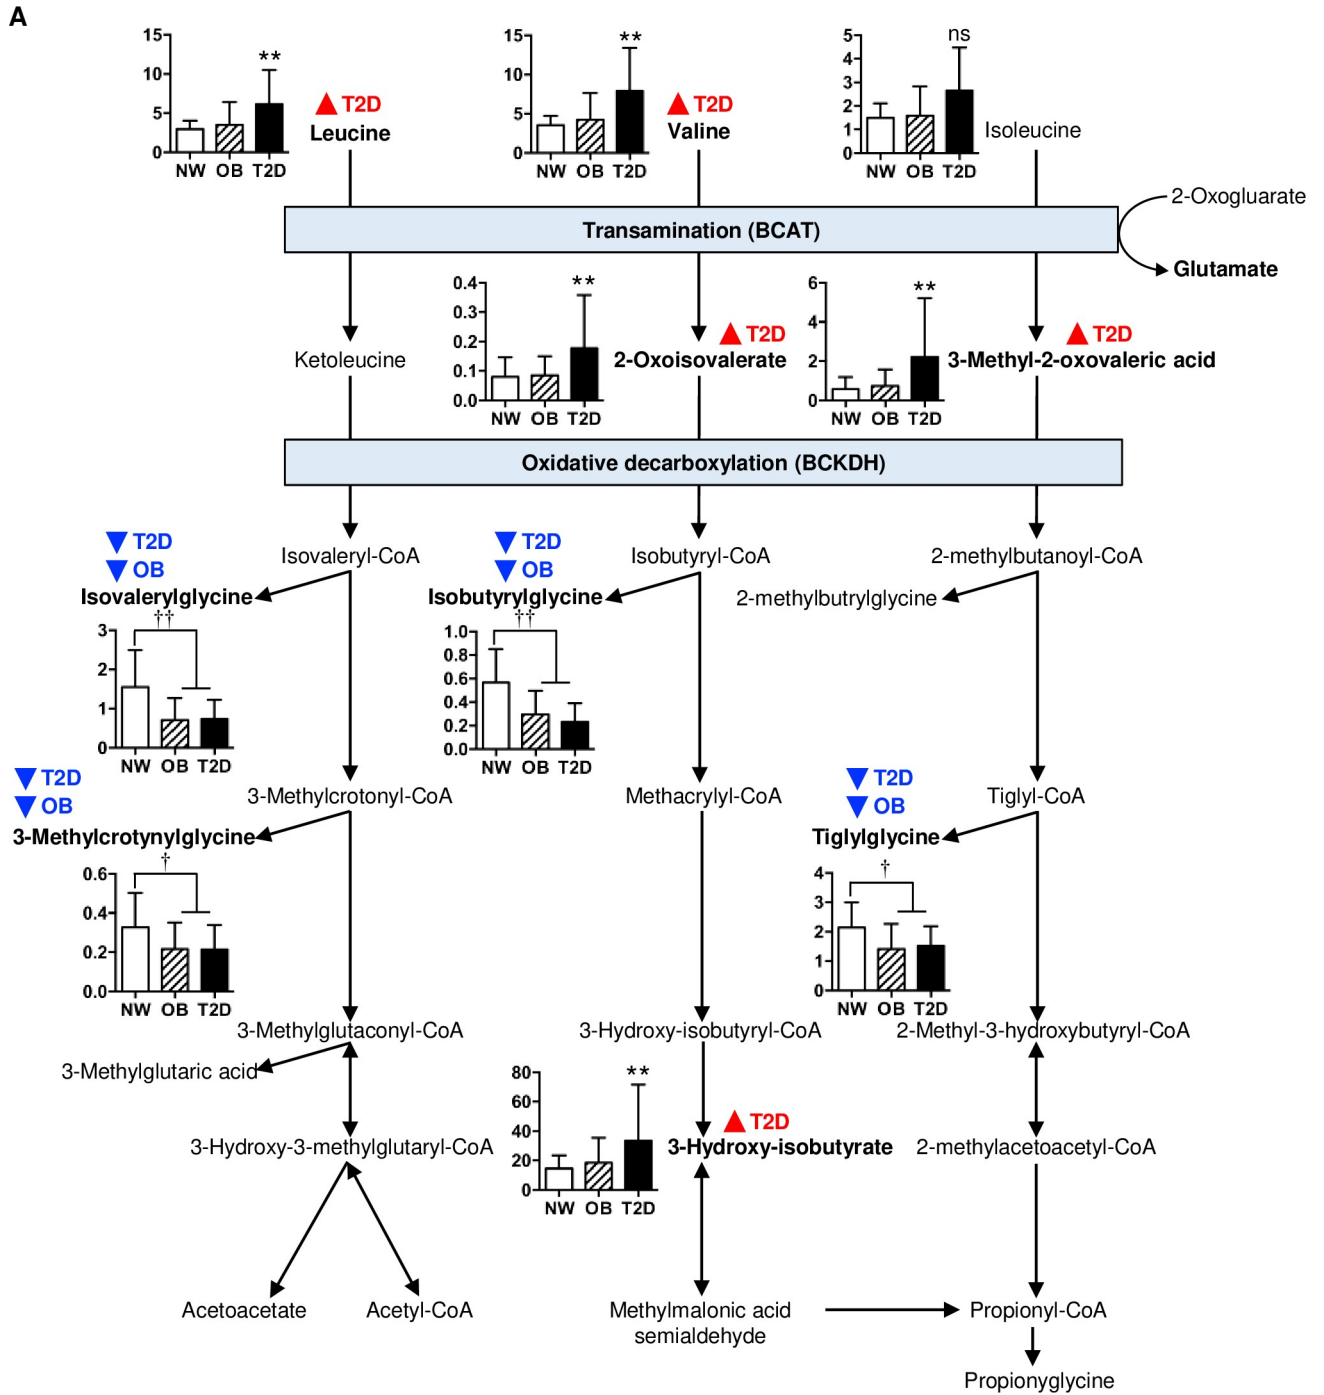 A
15
10
5
0
**
NW OB T2D
▲ T2D
Leucine
15
10
5
0
**
NW OB T2D
▲ T2D
Valine
5
4
3
2
1
0
ns
NW OB T2D
Isoleucine
2-Oxogluarate
Transamination (BCAT)
Glutamate
Ketoleucine
0.4
0.3
0.2
0.1
0.0
**
NW OB T2D
▲ T2D
2-Oxoisovalerate
6
4
2
0
**
NW OB T2D
▲ T2D
3-Methyl-2-oxovaleric acid
Oxidative decarboxylation (BCKDH)
Isovaleryl-CoA
Isobutyryl-CoA
2-methylbutanoyl-CoA
▼ T2D
▼ OB
Isovalerylglycine
††
3
2
1
0
NW OB T2D
▼ T2D
▼ OB
Isobutyrylglycine
††
1.0
0.8
0.6
0.4
0.2
0.0
NW OB T2D
2-methylbutrylglycine
3-Methylcrotonyl-CoA
Methacrylyl-CoA
Tiglyl-CoA
▼ T2D
▼ OB
3-Methylcrotynylglycine
†
0.6
0.4
0.2
0.0
NW OB T2D
▼ T2D
▼ OB
Tiglylglycine
†
4
3
2
1
0
NW OB T2D
3-Methylglutaconyl-CoA
3-Hydroxy-isobutyryl-CoA
2-Methyl-3-hydroxybutyryl-CoA
3-Methylglutaric acid
80
60
40
20
0
**
NW OB T2D
▲ T2D
3-Hydroxy-isobutyrate
3-Hydroxy-3-methylglutaryl-CoA
2-methylacetoacetyl-CoA
Acetoacetate
Acetyl-CoA
Methylmalonic acid
semialdehyde
Propionyl-CoA
Propionyglycine